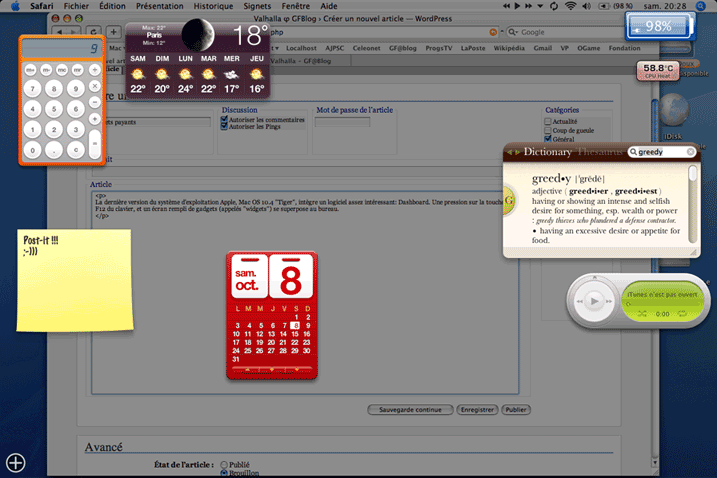 Safari Fichier Édition Présentation Historique Signets Fenêtre Aide (98 %) sam. 20:28
Valhalla ψ GFBlog › Créer un nouvel article — WordPress
98%
9
m+ m- mc mr ÷
7 8 9 ×
4 5 6 −
1 2 3 +
0 . c =
Max: 22°
Paris
Min: 12°
18°
SAM DIM LUN MAR MER JEU
22° 20° 24° 22° 17° 16°
php
Google
Mac
Localhost AJPSC Celeonet GF@blog ProgsTV LaPoste Wikipédia Gmail VP OGame Fondation
Valhalla – GF@Blog
58.8°C
CPU Heat
iDisk
Discussion
Autoriser les commentaires
Autoriser les Pings
Mot de passe de l'article
Catégories
Actualité
Coup de gueule
Général
ets payants
Article
<p>
La dernière version du système d'exploitation Apple, Mac OS 10.4 "Tiger", intègre un logiciel assez intéressant: Dashboard. Une pression sur la touche
F12 du clavier, et un écran rempli de gadgets (appelés "widgets") se superpose au bureau.
</p>
Dictionary Thesaurus greedy
greed•y |ˈgrēdē|
adjective ( greed•i•er , greed•i•est )
having or showing an intense and selfish
desire for something, esp. wealth or power
: greedy thieves who plundered a defense contractor.
• having an excessive desire or appetite for
food.
G
Post-it !!!
;-)))
sam.
oct.
8
L M M J V S D
1 2
3 4 5 6 7 8 9
10 11 12 13 14 15 16
17 18 19 20 21 22 23
24 25 26 27 28 29 30
31
iTunes n'est pas ouvert
0:00
Sauvegarde continue Enregistrer Publier
Avancé
État de l'article : Publié
Brouillon